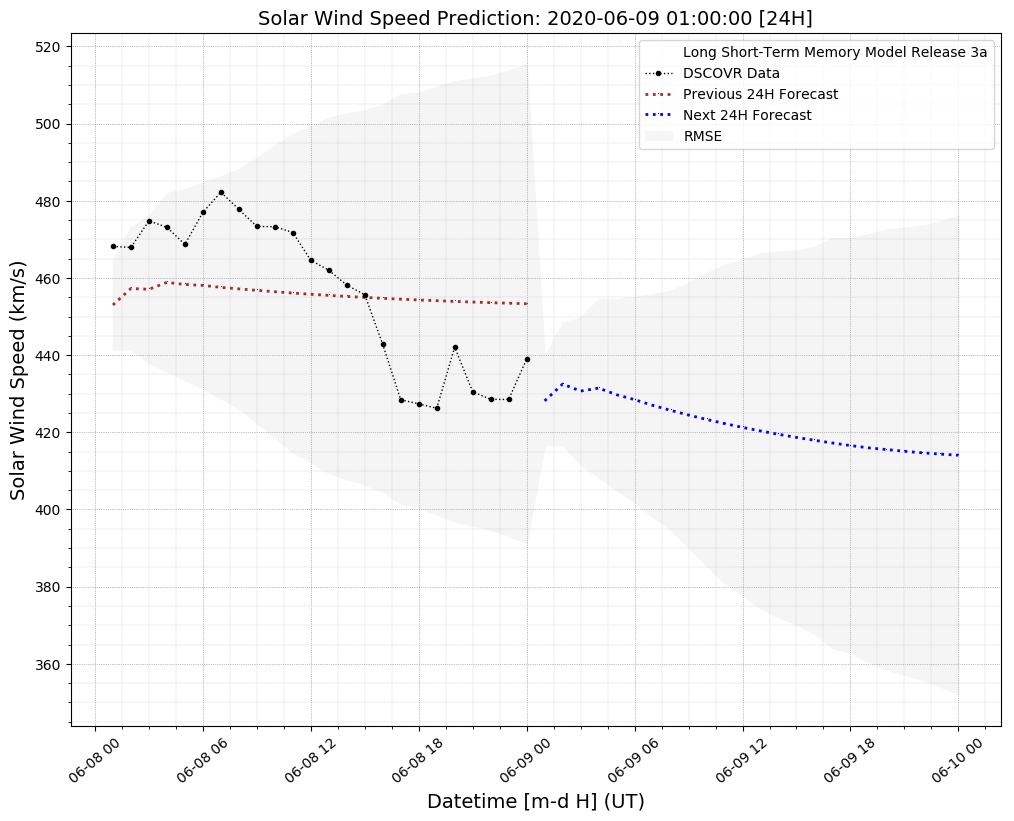 Solar Wind Speed Prediction: 2020-06-09 01:00:00 [24H]
Long Short-Term Memory Model Release 3a
DSCOVR Data
Previous 24H Forecast
Next 24H Forecast
RMSE
Solar Wind Speed (km/s)
520
500
480
460
440
420
400
380
360
06-08 00
06-08 06
06-08 12
06-08 18
06-09 00
06-09 06
06-09 12
06-09 18
06-10 00
Datetime [m-d H] (UT)